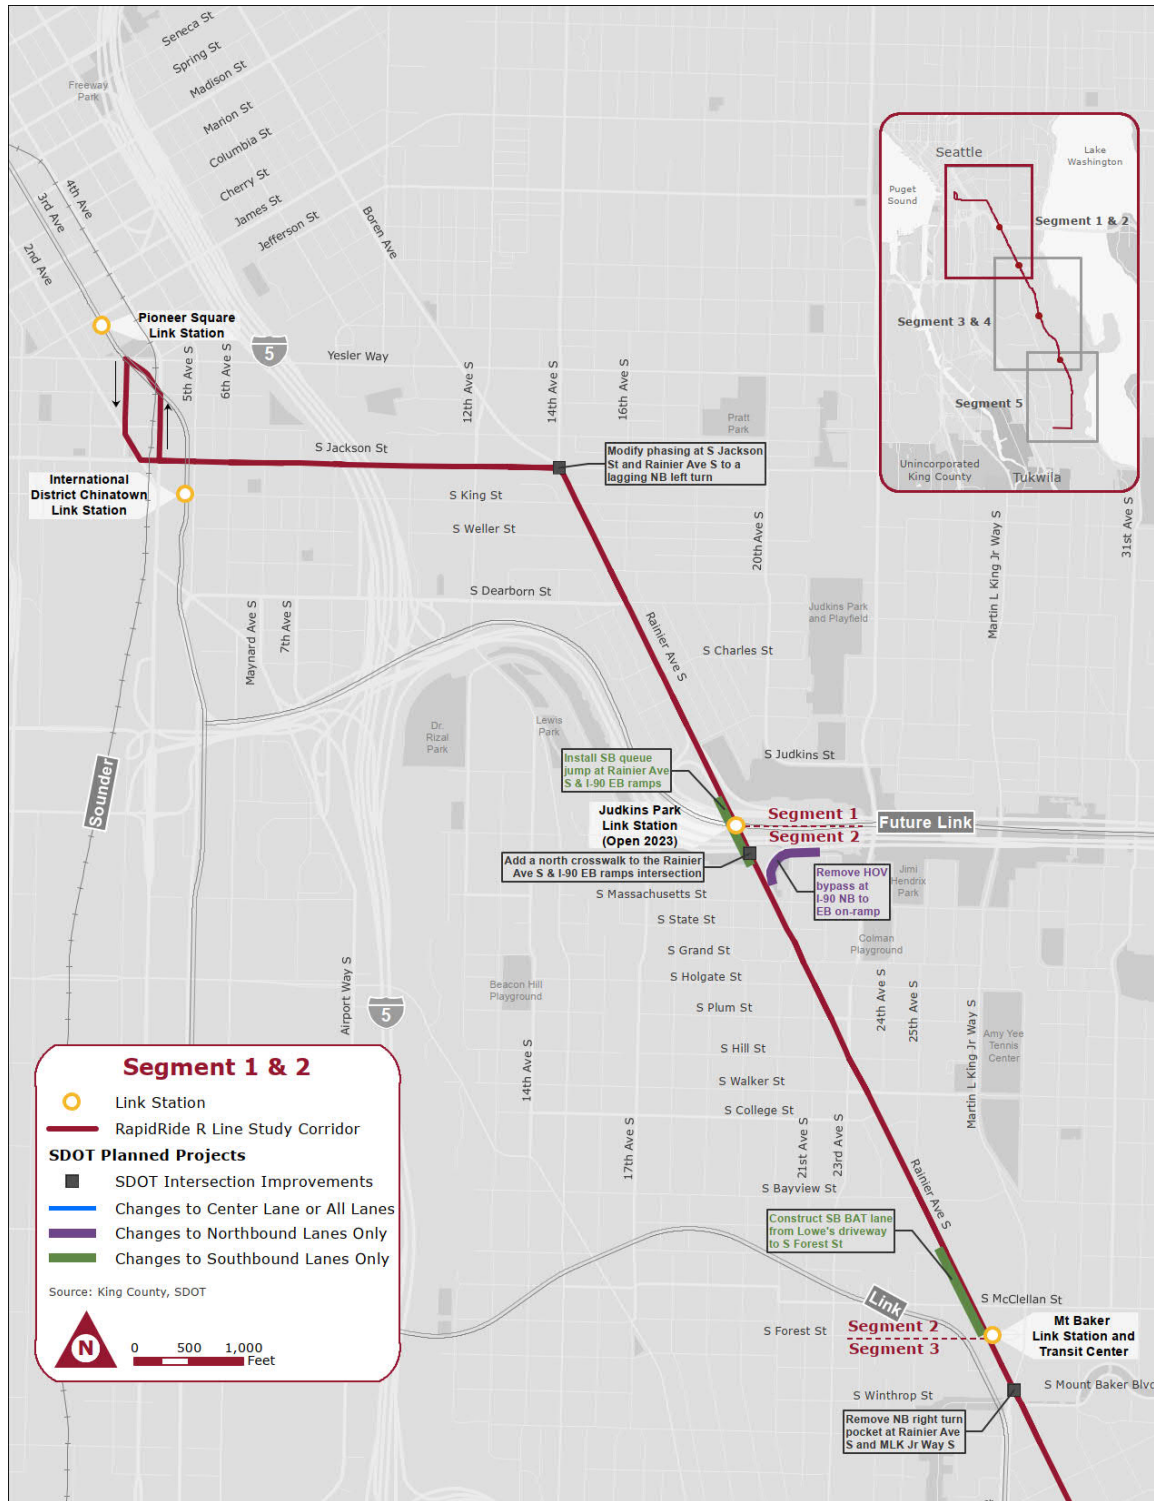 Seneca St
Spring St
Madison St
Marion St
Columbia St
Cherry St
James St
Jefferson St
Freeway
Park
4th Ave
3rd Ave
2nd Ave
Boren Ave
Pioneer Square
Link Station
5th Ave S
6th Ave S
5
Yesler Way
12th Ave S
14th Ave S
16th Ave S
Pratt
Park
S Jackson St
Modify phasing at S Jackson
St and Rainier Ave S to a
lagging NB left turn
International
District Chinatown
Link Station
S King St
S Weller St
20th Ave S
Martin L King Jr Way S
31st Ave S
S Dearborn St
Maynard Ave S
7th Ave S
Rainier Ave S
Judkins Park
and Playfield
S Charles St
Dr.
Rizal
Park
Lewis
Park
S Judkins St
Install SB queue
jump at Rainier Ave
S & I-90 EB ramps
Sounder
Judkins Park
Link Station
(Open 2023)
Segment 1
Segment 2
Future Link
Add a north crosswalk to the Rainier
Ave S & I-90 EB ramps intersection
Remove HOV
bypass at
I-90 NB to
EB on-ramp
Jimi
Hendrix
Park
S Massachusetts St
S State St
S Grand St
Colman
Playground
S Holgate St
Beacon Hill
Playground
Airport Way S
5
S Plum St
24th Ave S
25th Ave S
Martin L King Jr Way S
Amy Yee
Tennis
Center
S Hill St
14th Ave S
S Walker St
S College St
17th Ave S
21st Ave S
23rd Ave S
S Bayview St
Rainier Ave S
Construct SB BAT lane
from Lowe's driveway
to S Forest St
Link
S McClellan St
S Forest St
Segment 2
Segment 3
Mt Baker
Link Station and
Transit Center
S Winthrop St
S Mount Baker Blvd
Remove NB right turn
pocket at Rainier Ave
S and MLK Jr Way S
Seattle
Lake
Washington
Puget
Sound
Segment 1 & 2
Segment 3 & 4
Segment 5
Unincorporated
King County
Tukwila
Segment 1 & 2
Link Station
RapidRide R Line Study Corridor
SDOT Planned Projects
SDOT Intersection Improvements
Changes to Center Lane or All Lanes
Changes to Northbound Lanes Only
Changes to Southbound Lanes Only
Source: King County, SDOT
N
0 500 1,000
Feet